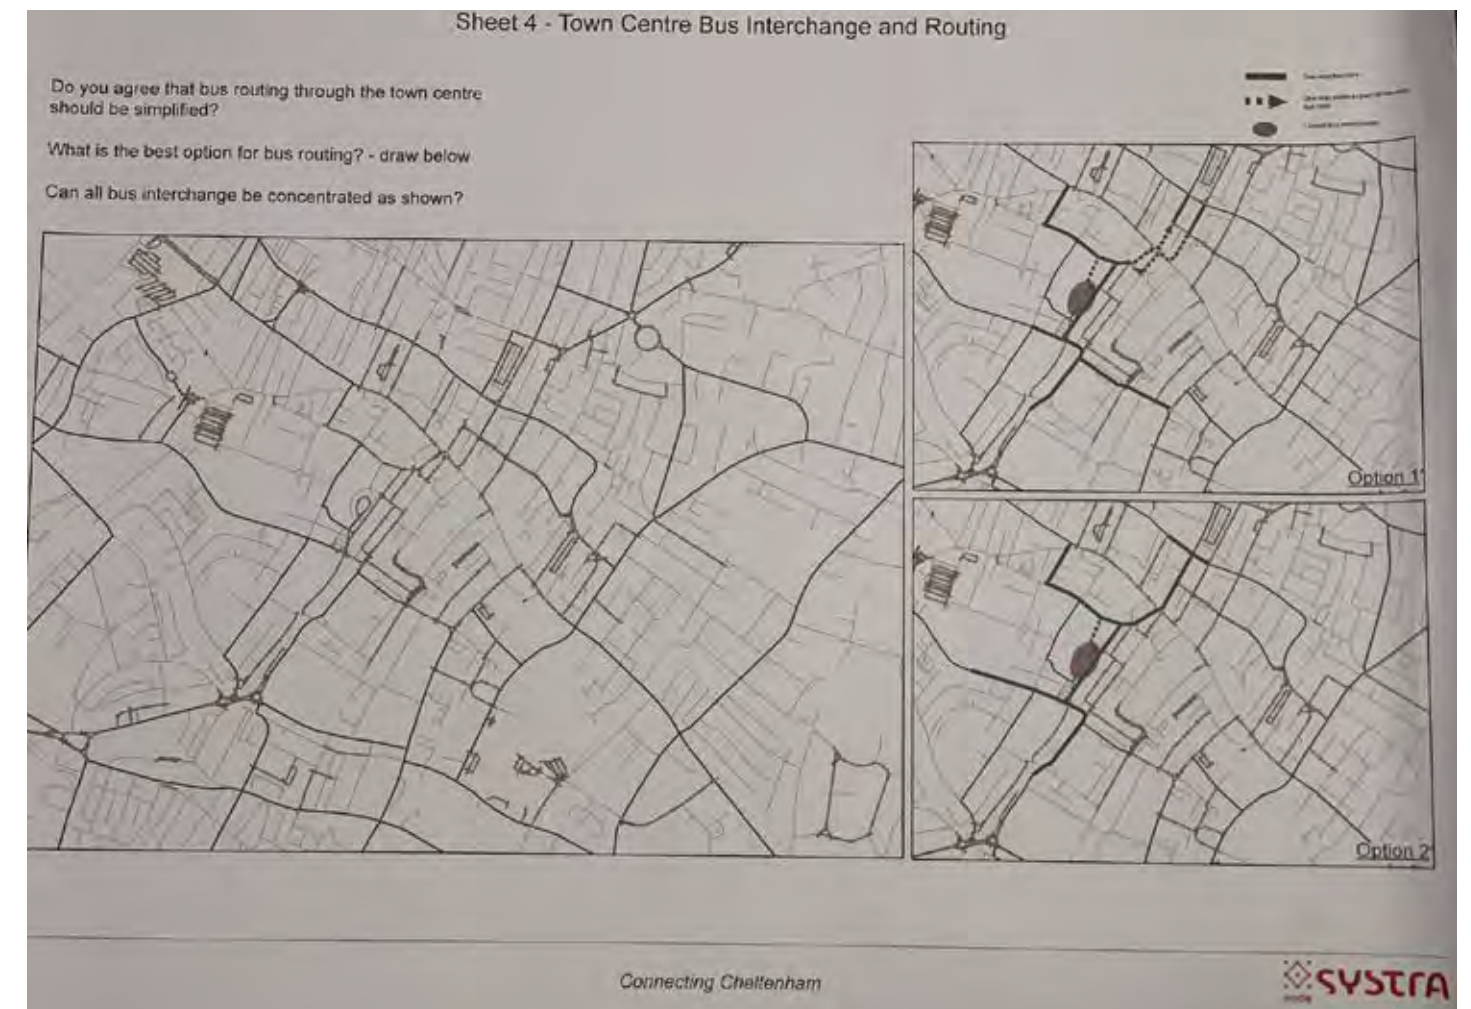 Sheet 4 - Town Centre Bus Interchange and Routing
Do you agree that bus routing through the town centre
should be simplified?
What is the best option for bus routing? - draw below
Can all bus interchange be concentrated as shown?
Option 1
Option 2
Connecting Cheltenham
SYSTRA